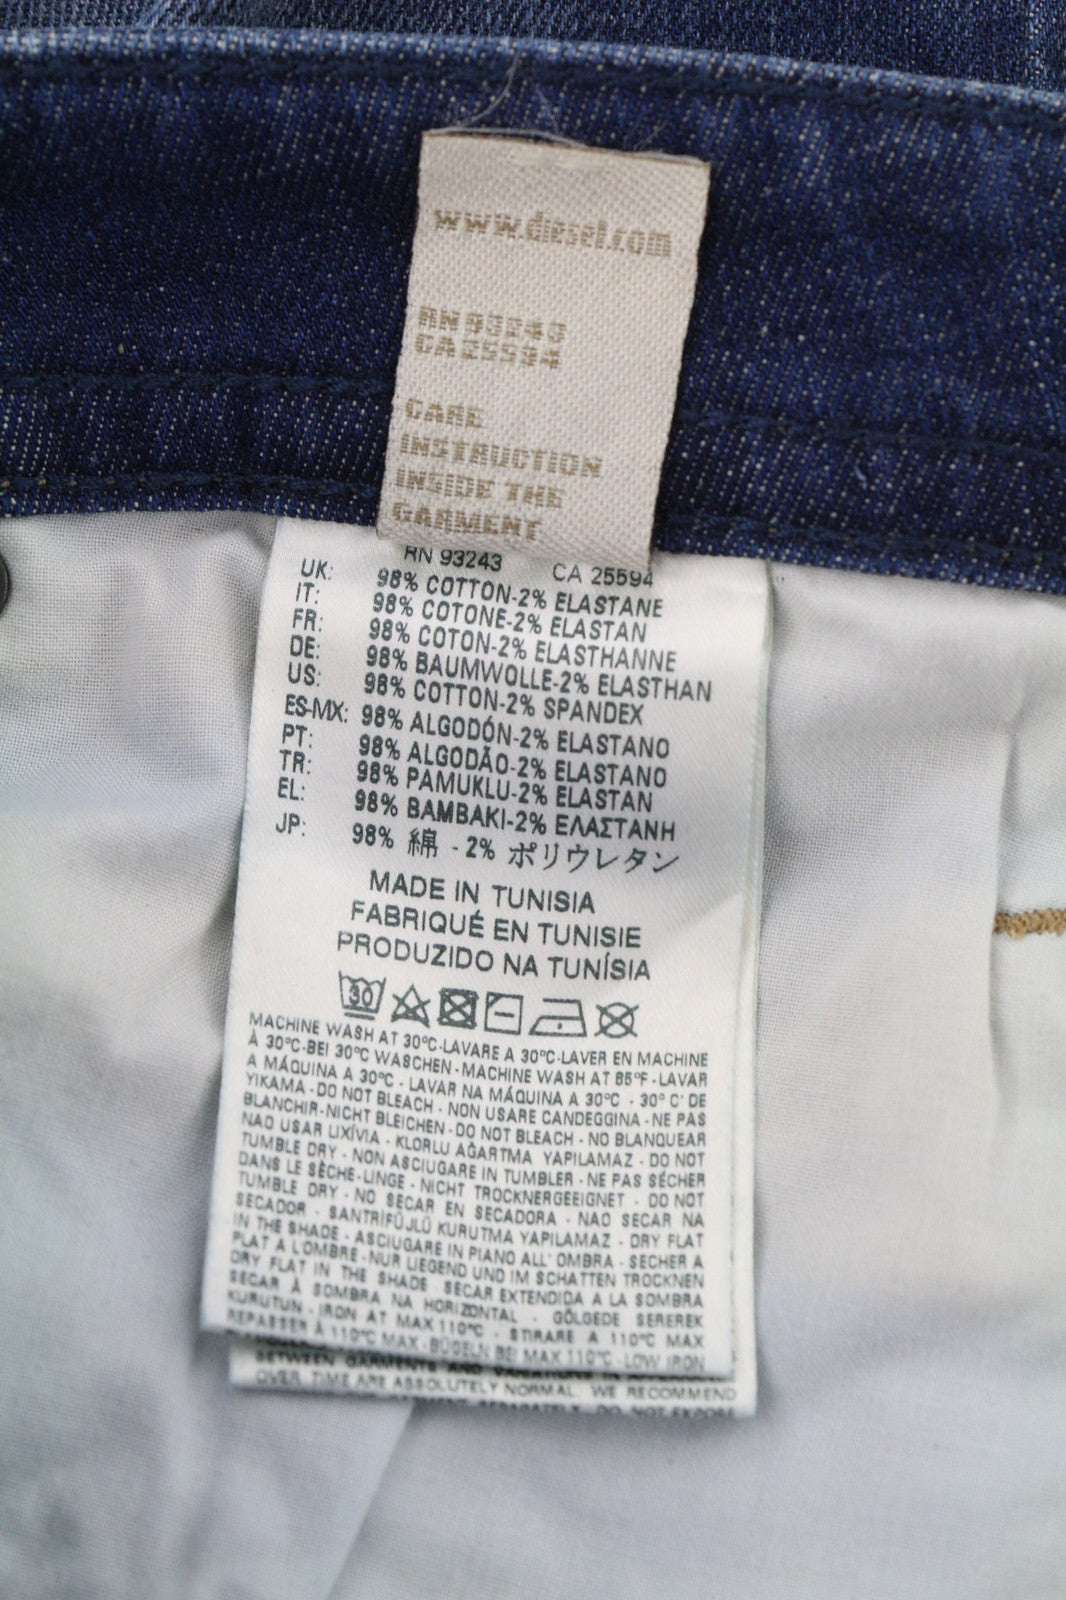 www.diesel.com
RN 93243
CA 25594
CARE
INSTRUCTION
INSIDE THE
GARMENT
RN 93243 CA 25594
UK: 98% COTTON-2% ELASTANE
IT: 98% COTONE-2% ELASTAN
FR: 98% COTON-2% ELASTHANNE
DE: 98% BAUMWOLLE-2% ELASTHAN
US: 98% COTTON-2% SPANDEX
ES-MX: 98% ALGODÓN-2% ELASTANO
PT: 98% ALGODÃO-2% ELASTANO
TR: 98% PAMUKLU-2% ELASTAN
EL: 98% BAMBAKI-2% ΕΛΑΣΤΑΝΗ
JP: 98% 綿 - 2% ポリウレタン
MADE IN TUNISIA
FABRIQUÉ EN TUNISIE
PRODUZIDO NA TUNÍSIA
30
MACHINE WASH AT 30°C-LAVARE A 30°C-LAVER EN MACHINE
À 30°C-BEI 30°C WASCHEN-MACHINE WASH AT 85°F-LAVAR
A MÁQUINA A 30°C - LAVAR NA MÁQUINA A 30°C - 30° C' DE
YIKAMA - DO NOT BLEACH - NON USARE CANDEGGINA - NE PAS
BLANCHIR-NICHT BLEICHEN-DO NOT BLEACH - NO BLANQUEAR
NAO USAR LIXÍVIA - KLORLU AĞARTMA YAPILAMAZ - DO NOT
TUMBLE DRY - NON ASCIUGARE IN TUMBLER - NE PAS SÉCHER
DANS LE SÈCHE-LINGE - NICHT TROCKNERGEEIGNET - DO NOT
TUMBLE DRY - NO SECAR EN SECADORA - NAO SECAR NA
SECADOR - SANTRİFÜJLÜ KURUTMA YAPILAMAZ - DRY FLAT
IN THE SHADE - ASCIUGARE IN PIANO ALL' OMBRA - SECHER A
PLAT A L'OMBRE-NUR LIEGEND UND IM SCHATTEN TROCKNEN
DRY FLAT IN THE SHADE - SECAR EXTENDIDA A LA SOMBRA
SECAR À SOMBRA NA HORIZONTAL - GÖLGEDE SEREREK
KURUTUN - IRON AT MAX 110°C - STIRARE A 110°C MAX
REPASSER À 110°C MAX - BÜGELN BEI MAX 110°C - LOW IRON
BETWEEN GARMENTS AND VARIATIONS IN
OVER TIME ARE ABSOLUTELY NORMAL. WE RECOMMEND
SEPARATELY. DO NOT EXPOSE